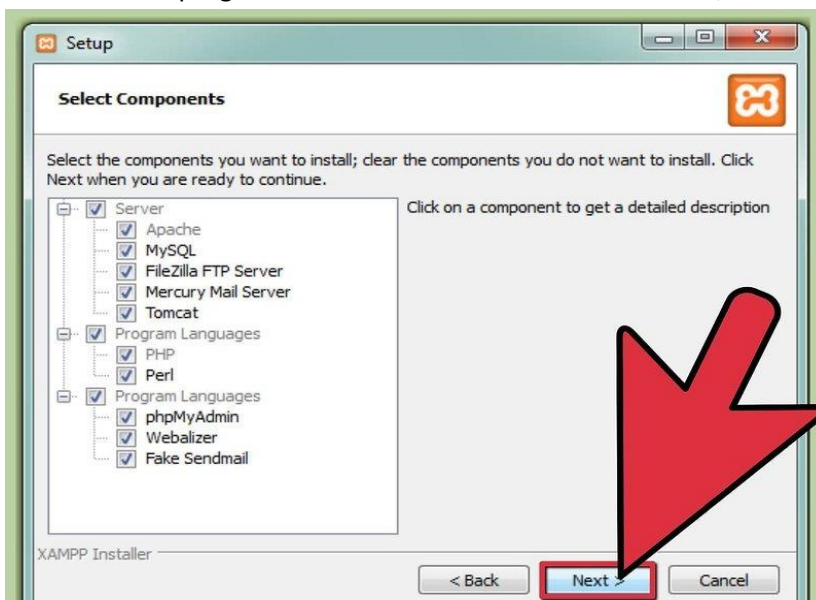 Setup
Select Components
Select the components you want to install; clear the components you do not want to install. Click
Next when you are ready to continue.
Server
Apache
MySQL
FileZilla FTP Server
Mercury Mail Server
Tomcat
Program Languages
PHP
Perl
Program Languages
phpMyAdmin
Webalizer
Fake Sendmail
Click on a component to get a detailed description
XAMPP Installer
< Back
Next >
Cancel